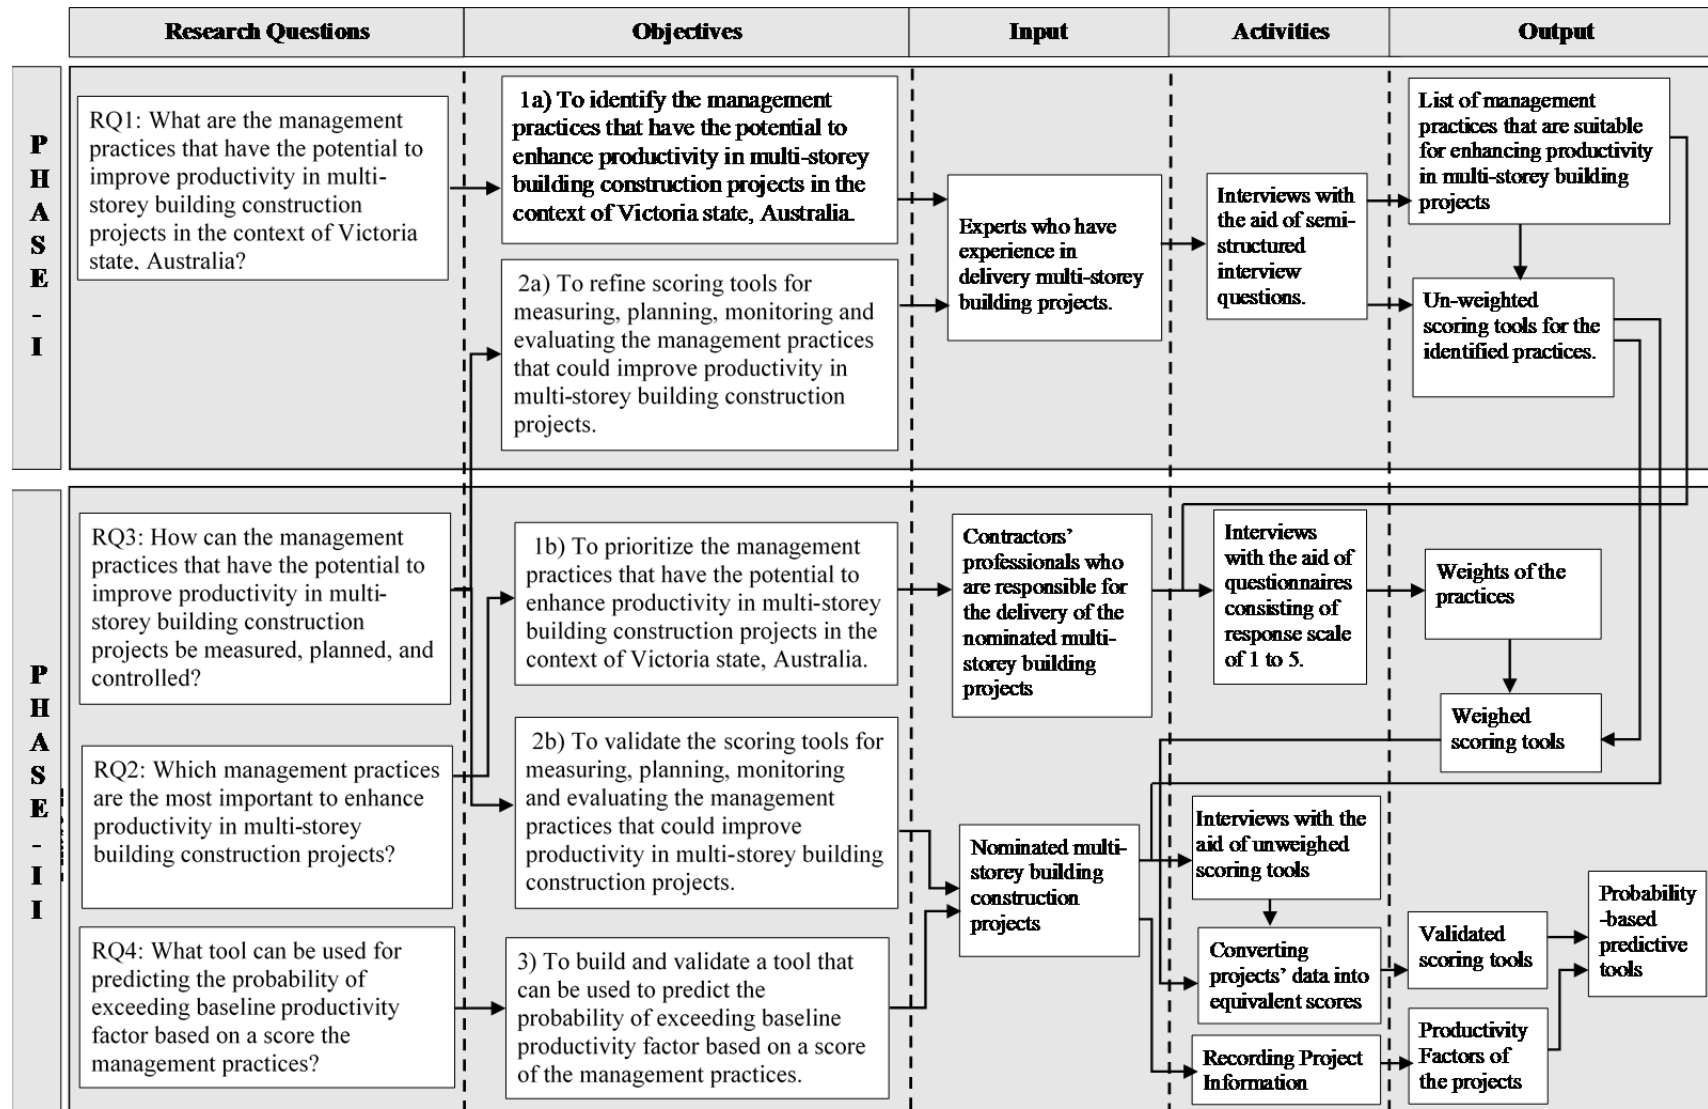 Research Questions
Objectives
Input
Activities
Output
P
H
A
S
E
-
I
RQ1: What are the management
practices that have the potential to
improve productivity in multi-
storey building construction
projects in the context of Victoria
state, Australia?
1a) To identify the management
practices that have the potential to
enhance productivity in multi-storey
building construction projects in the
context of Victoria state, Australia.
2a) To refine scoring tools for
measuring, planning, monitoring and
evaluating the management practices
that could improve productivity in
multi-storey building construction
projects.
Experts who have
experience in
delivery multi-storey
building projects.
Interviews with
the aid of semi-
structured
interview
questions.
List of management
practices that are suitable
for enhancing productivity
in multi-storey building
projects
Un-weighted
scoring tools for the
identified practices.
P
H
A
S
E
-
I
I
RQ3: How can the management
practices that have the potential to
improve productivity in multi-
storey building construction
projects be measured, planned, and
controlled?
RQ2: Which management practices
are the most important to enhance
productivity in multi-storey
building construction projects?
RQ4: What tool can be used for
predicting the probability of
exceeding baseline productivity
factor based on a score the
management practices?
1b) To prioritize the management
practices that have the potential to
enhance productivity in multi-storey
building construction projects in the
context of Victoria state, Australia.
2b) To validate the scoring tools for
measuring, planning, monitoring
and evaluating the management
practices that could improve
productivity in multi-storey building
construction projects.
3) To build and validate a tool that
can be used to predict the
probability of exceeding baseline
productivity factor based on a score
of the management practices.
Contractors'
professionals who
are responsible for
the delivery of the
nominated multi-
storey building
projects
Nominated multi-
storey building
construction
projects
Interviews
with the aid of
questionnaires
consisting of
response scale
of 1 to 5.
Interviews with the
aid of unweighed
scoring tools
Converting
projects' data into
equivalent scores
Recording Project
Information
Weights of the
practices
Weighed
scoring tools
Validated
scoring tools
Productivity
Factors of
the projects
Probability
-based
predictive
tools